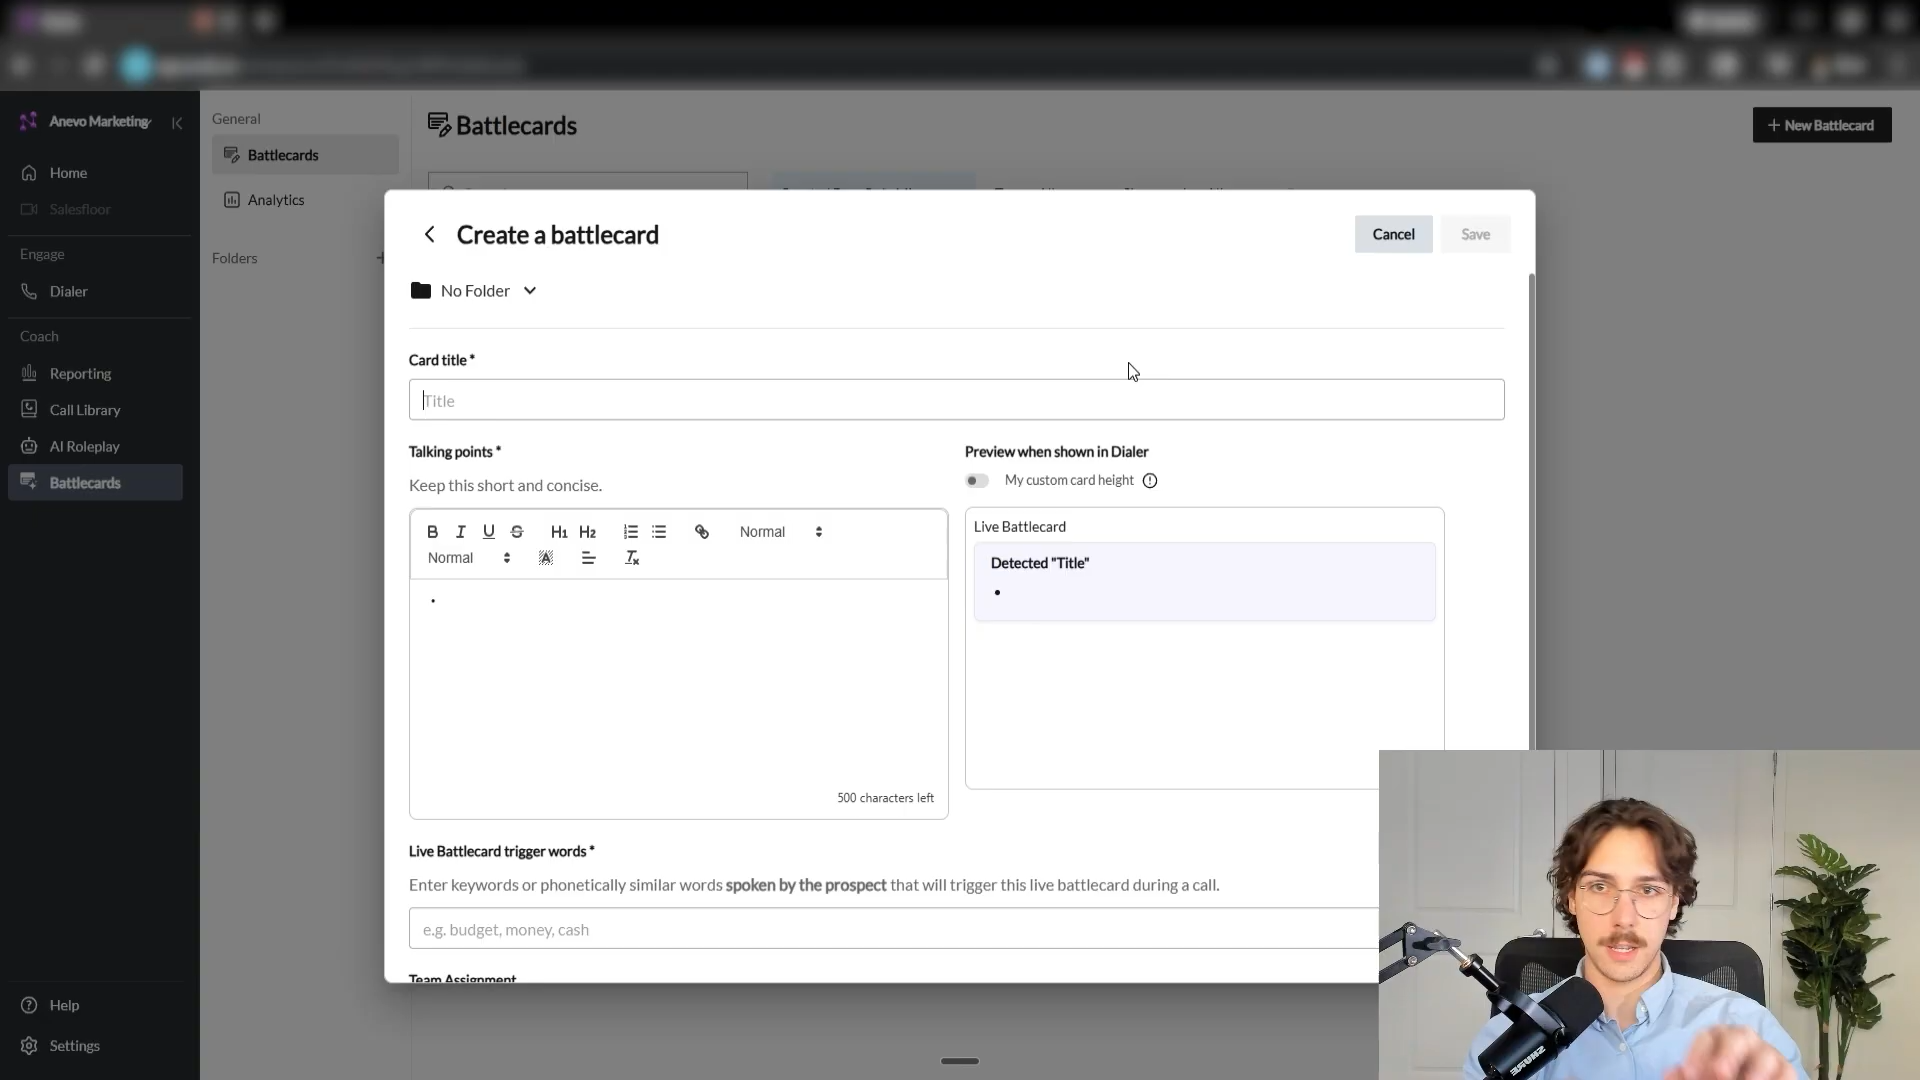 Anevo Marketing
Home
Salesfloor
Engage
Dialer
Coach
Reporting
Call Library
AI Roleplay
Battlecards
Help
Settings
General
Battlecards
Analytics
Folders
Battlecards
+ New Battlecard
Create a battlecard
Cancel
Save
No Folder
Card title *
Title
Talking points *
Keep this short and concise.
B I U S H1 H2 Normal
Normal
500 characters left
Preview when shown in Dialer
My custom card height
Live Battlecard
Detected "Title"
Live Battlecard trigger words *
Enter keywords or phonetically similar words spoken by the prospect that will trigger this live battlecard during a call.
e.g. budget, money, cash
Team Assignment
SHURE